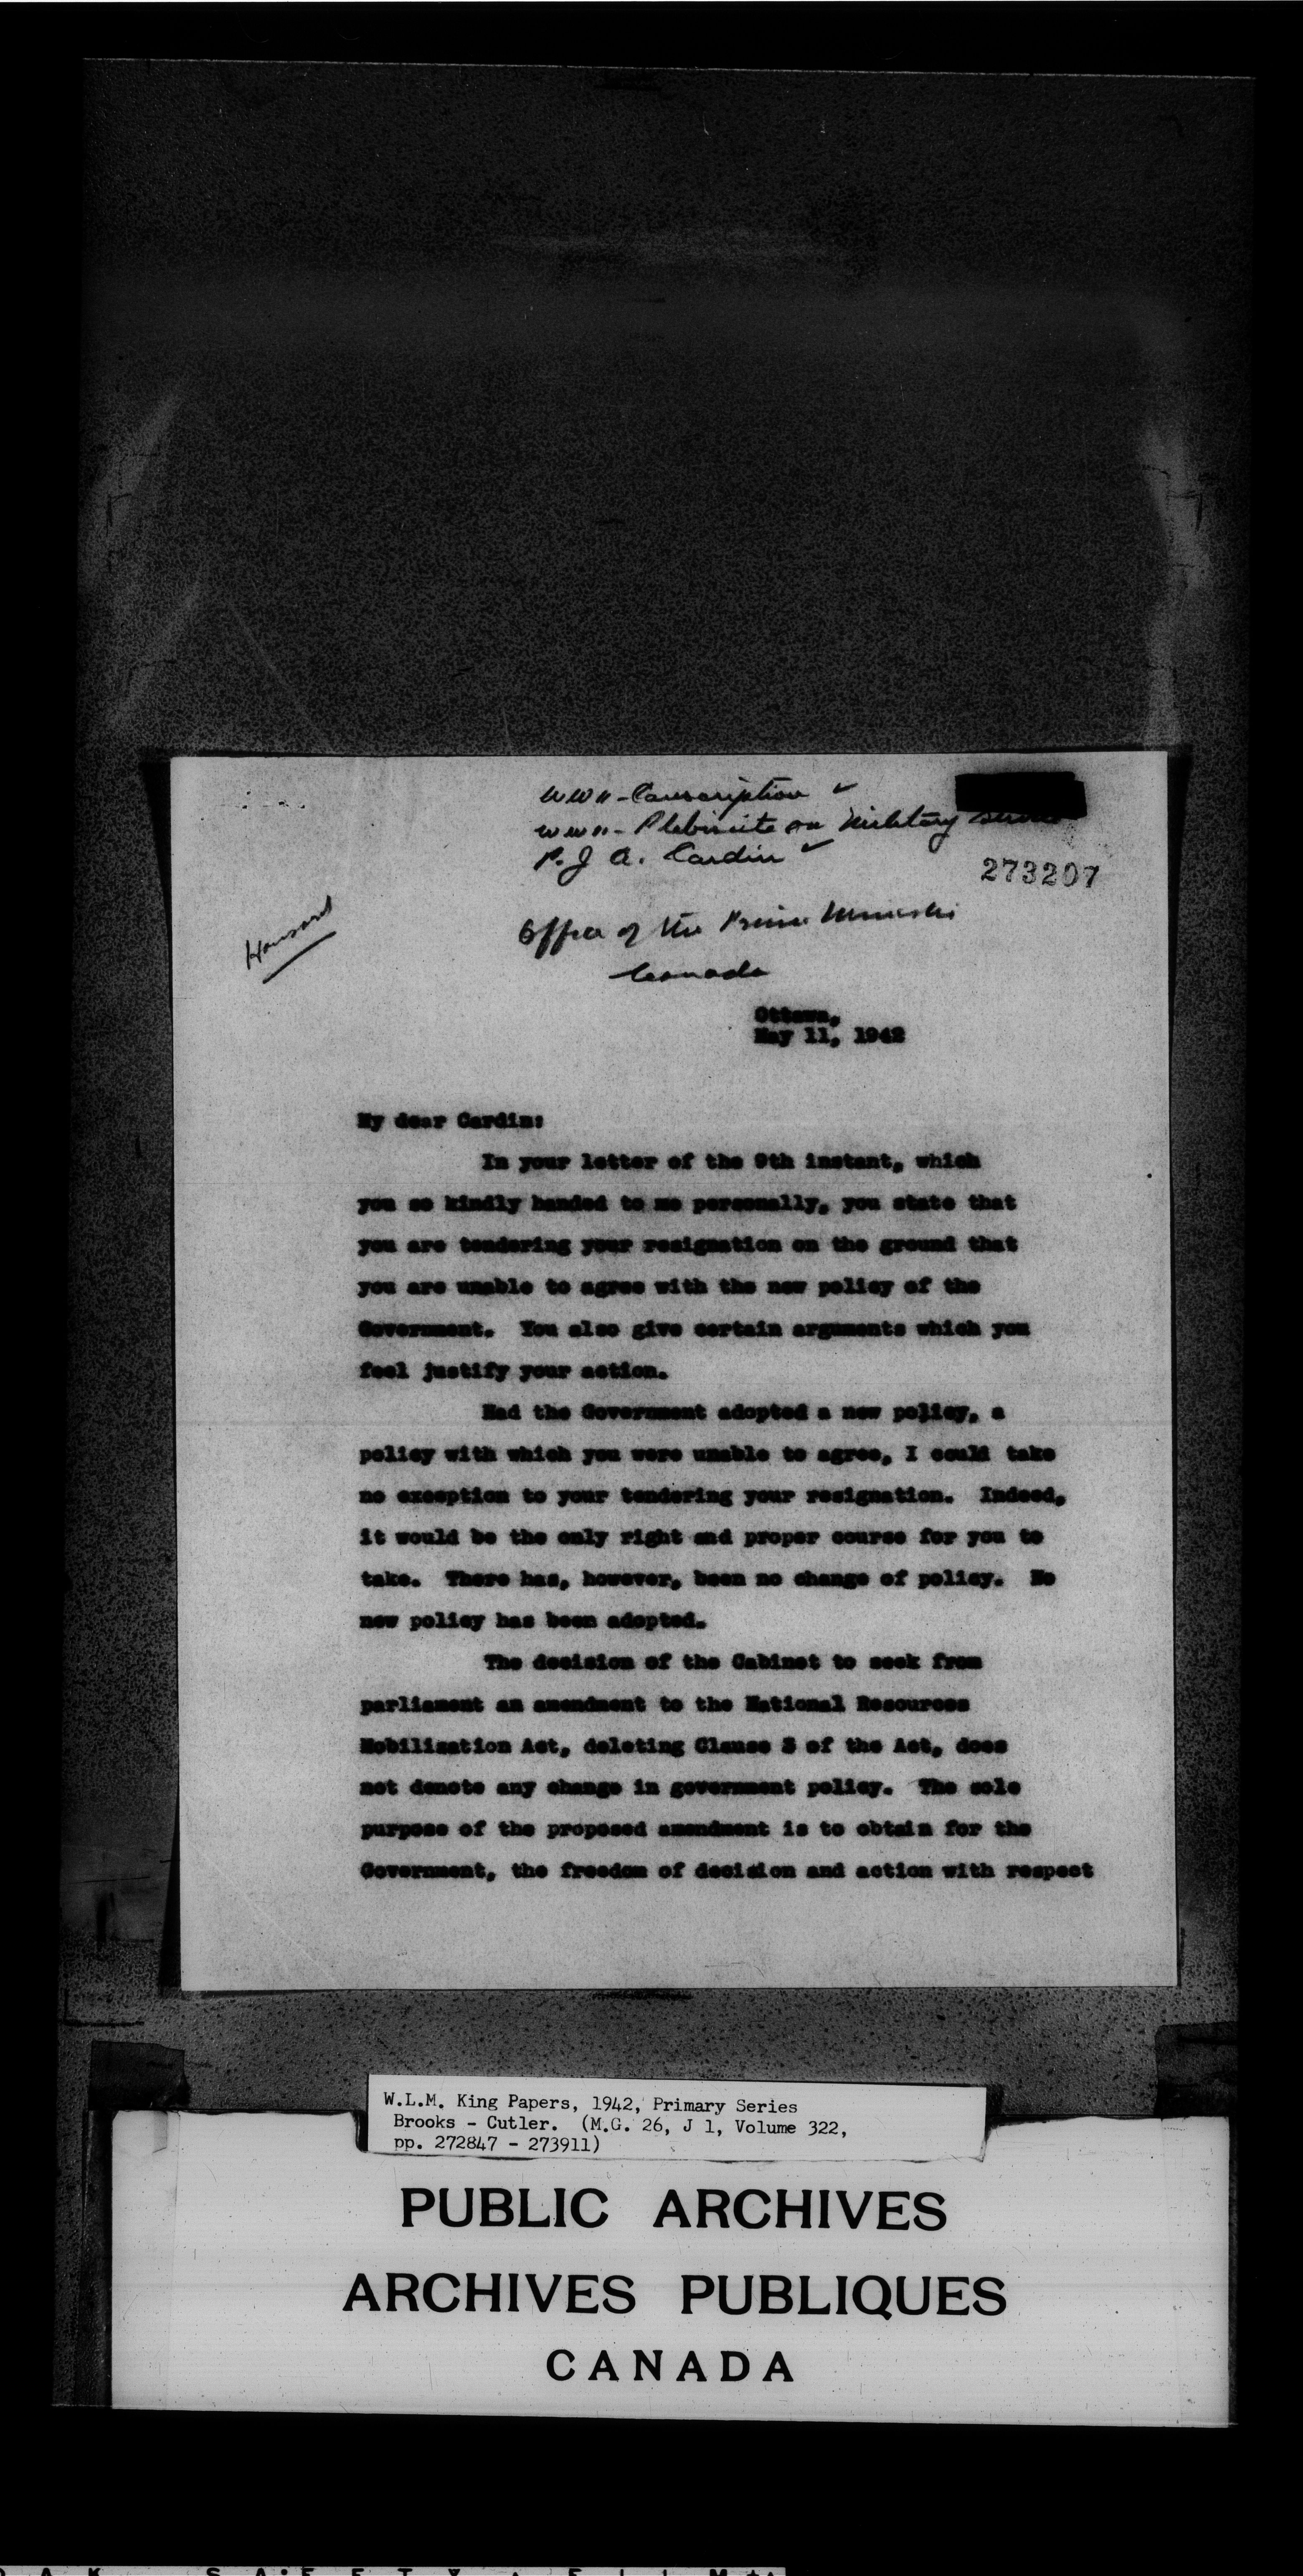 WW II - Conscription ✓
WW II - Plebiscite on Military Service
P. J. A. Cardin ✓
273207
Hansard
Office of the Prime Minister
Canada
Ottawa,
May 11, 1942
My dear Cardin:
In your letter of the 9th instant, which
you so kindly handed to me personally, you state that
you are tendering your resignation on the ground that
you are unable to agree with the new policy of the
Government. You also give certain arguments which you
feel justify your action.
Had the Government adopted a new policy, a
policy with which you were unable to agree, I could take
no exception to your tendering your resignation. Indeed,
it would be the only right and proper course for you to
take. There has, however, been no change of policy. No
new policy has been adopted.
The decision of the Cabinet to seek from
parliament an amendment to the National Resources
Mobilization Act, deleting Clause 3 of the Act, does
not denote any change in government policy. The sole
purpose of the proposed amendment is to obtain for the
Government, the freedom of decision and action with respect
W.L.M. King Papers, 1942, Primary Series
Brooks - Cutler. (M.G. 26, J 1, Volume 322,
pp. 272847 - 273911)
PUBLIC ARCHIVES
ARCHIVES PUBLIQUES
CANADA